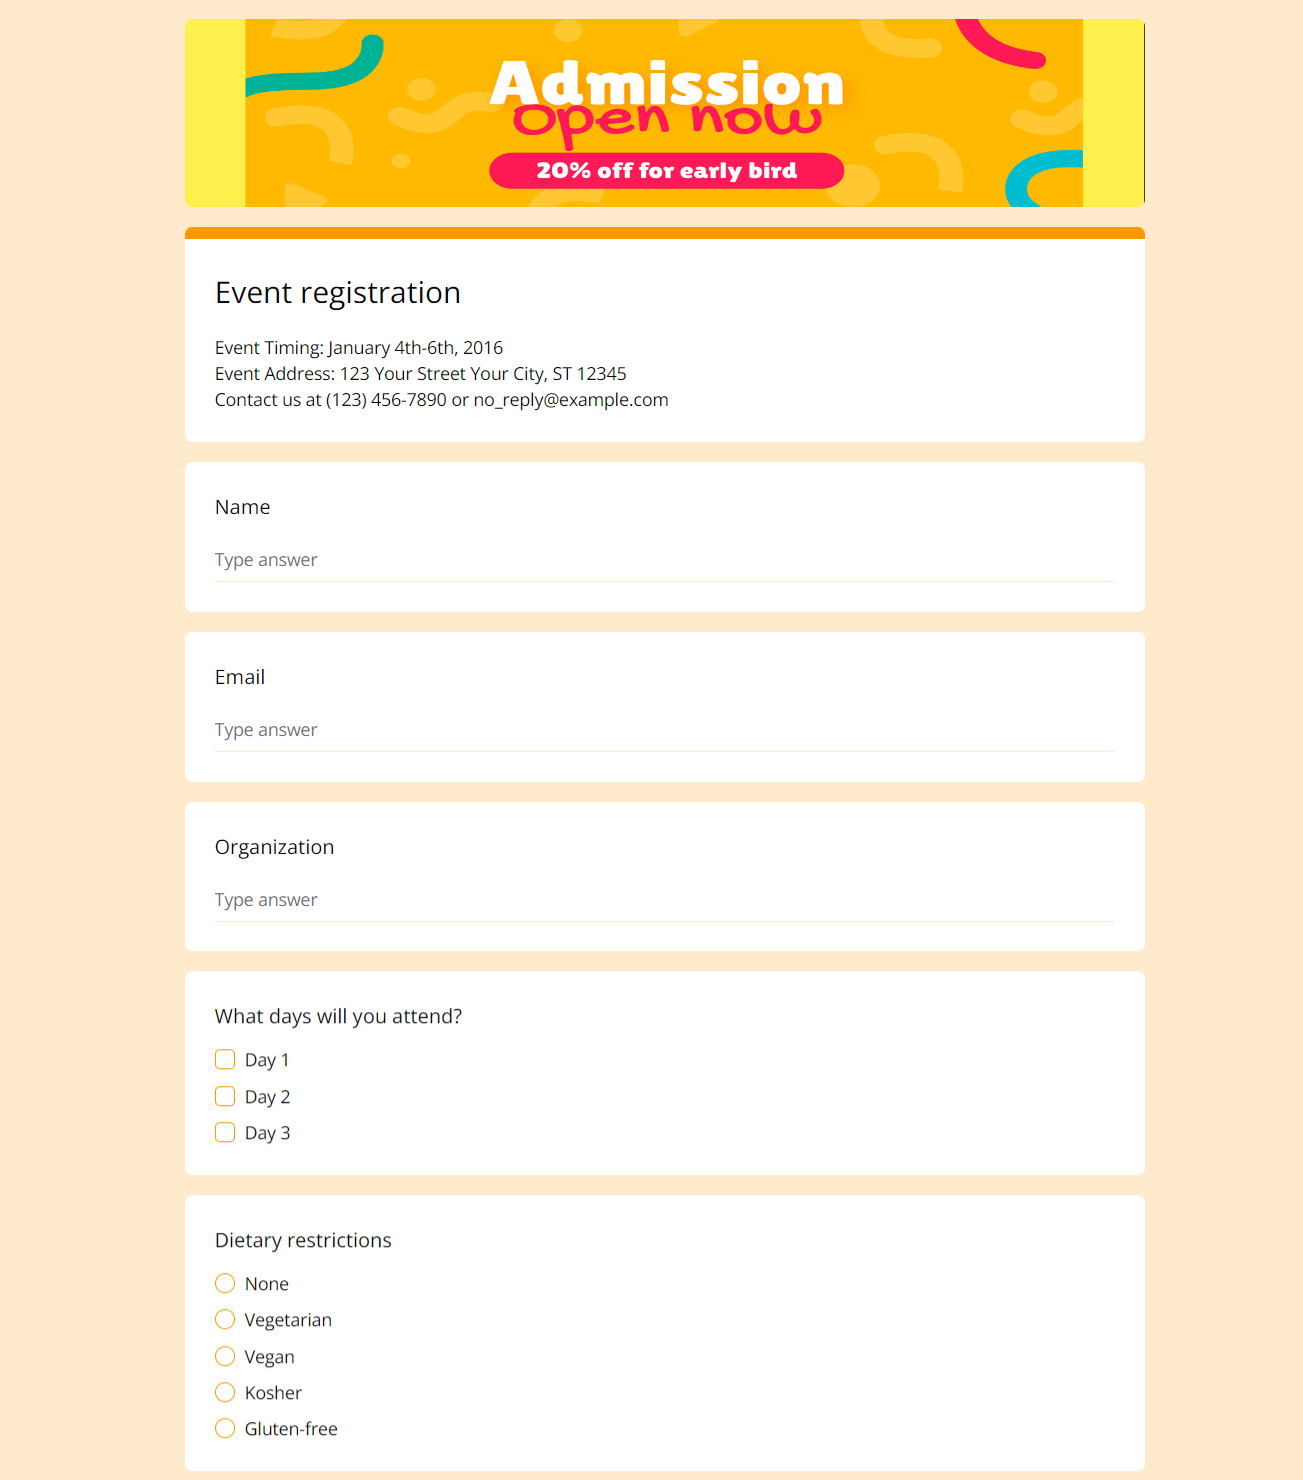 Admission
open now
20% off for early bird
Event registration
Event Timing: January 4th-6th, 2016
Event Address: 123 Your Street Your City, ST 12345
Contact us at (123) 456-7890 or no_reply@example.com
Name
Type answer
Email
Type answer
Organization
Type answer
What days will you attend?
Day 1
Day 2
Day 3
Dietary restrictions
None
Vegetarian
Vegan
Kosher
Gluten-free